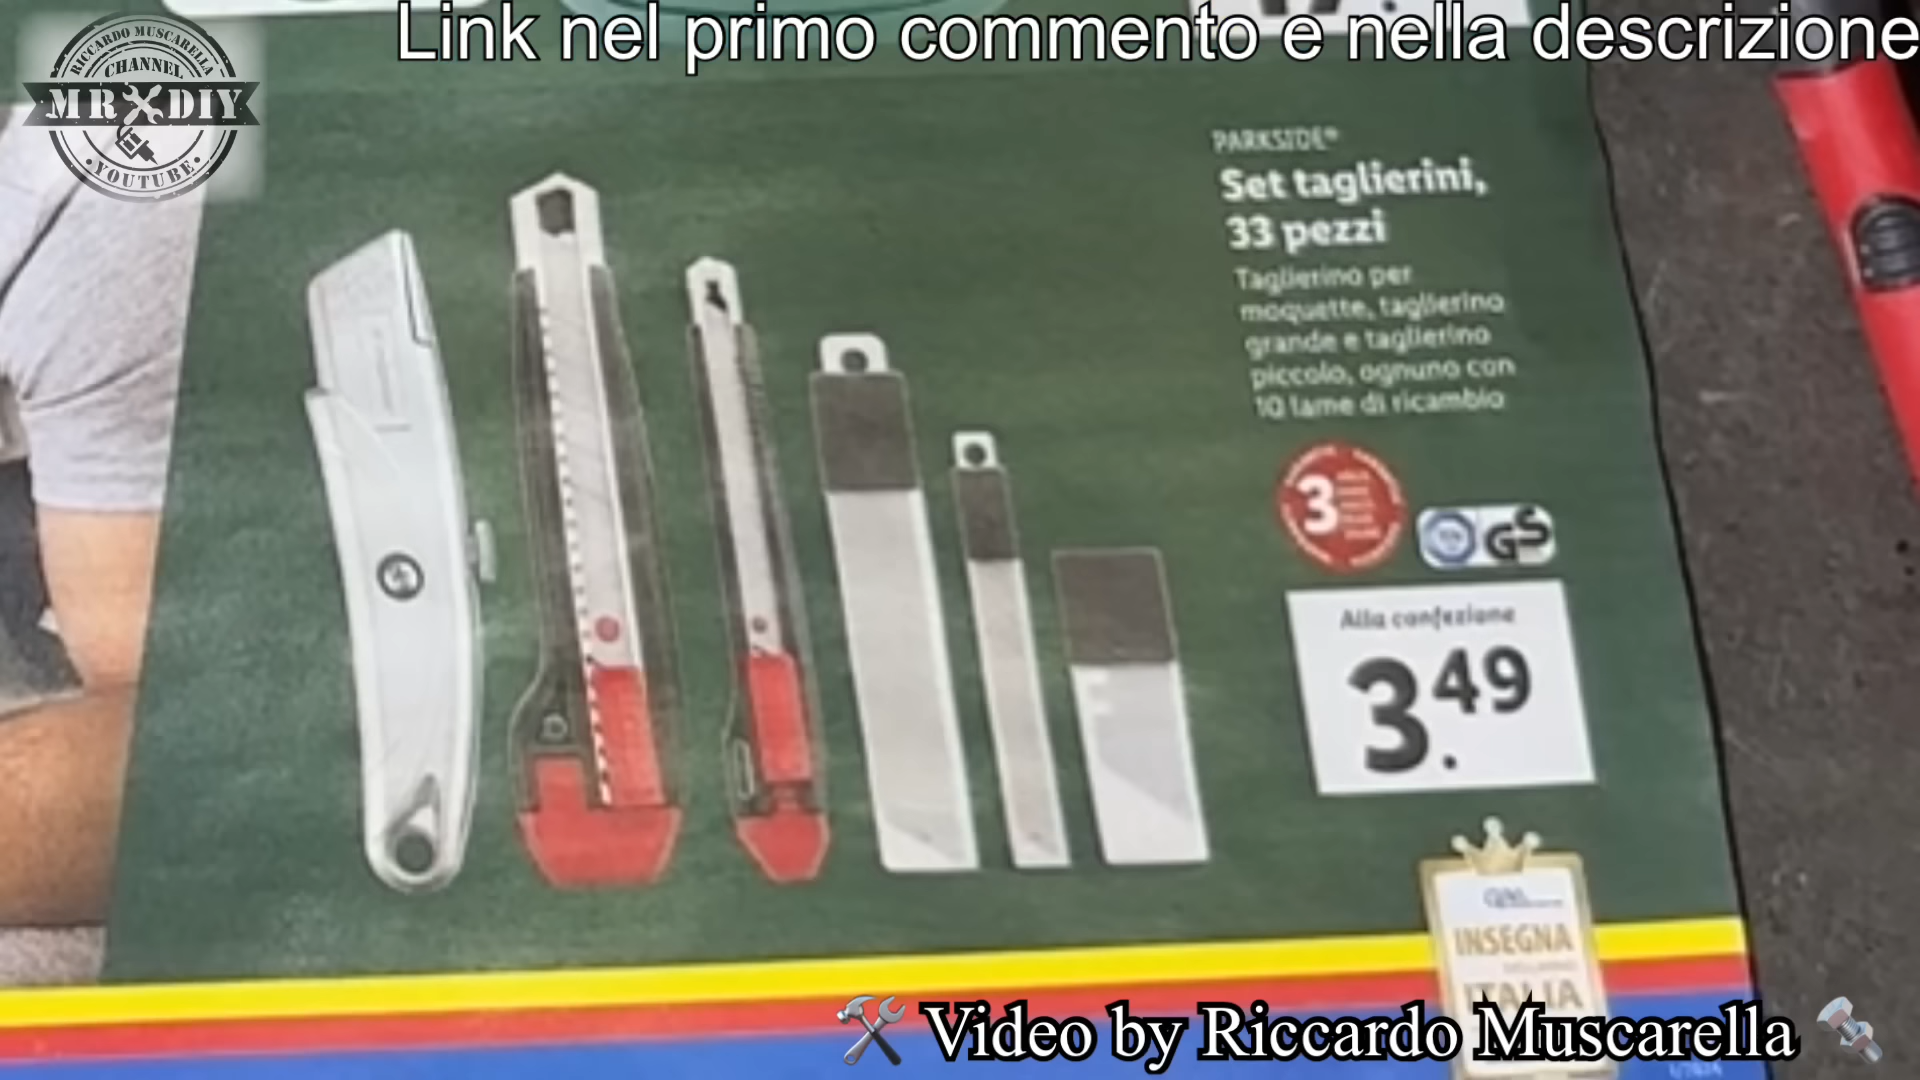 Link nel primo commento e nella descrizione
RICCARDO MUSCARELLA
CHANNEL
MR DIY
YOUTUBE
PARKSIDE®
Set taglierini,
33 pezzi
Taglierino per
moquette, taglierino
grande e taglierino
piccolo, ognuno con
10 lame di ricambio
3
GS
Alla confezione
3.49
INSEGNA
ITALIA
Video by Riccardo Muscarella